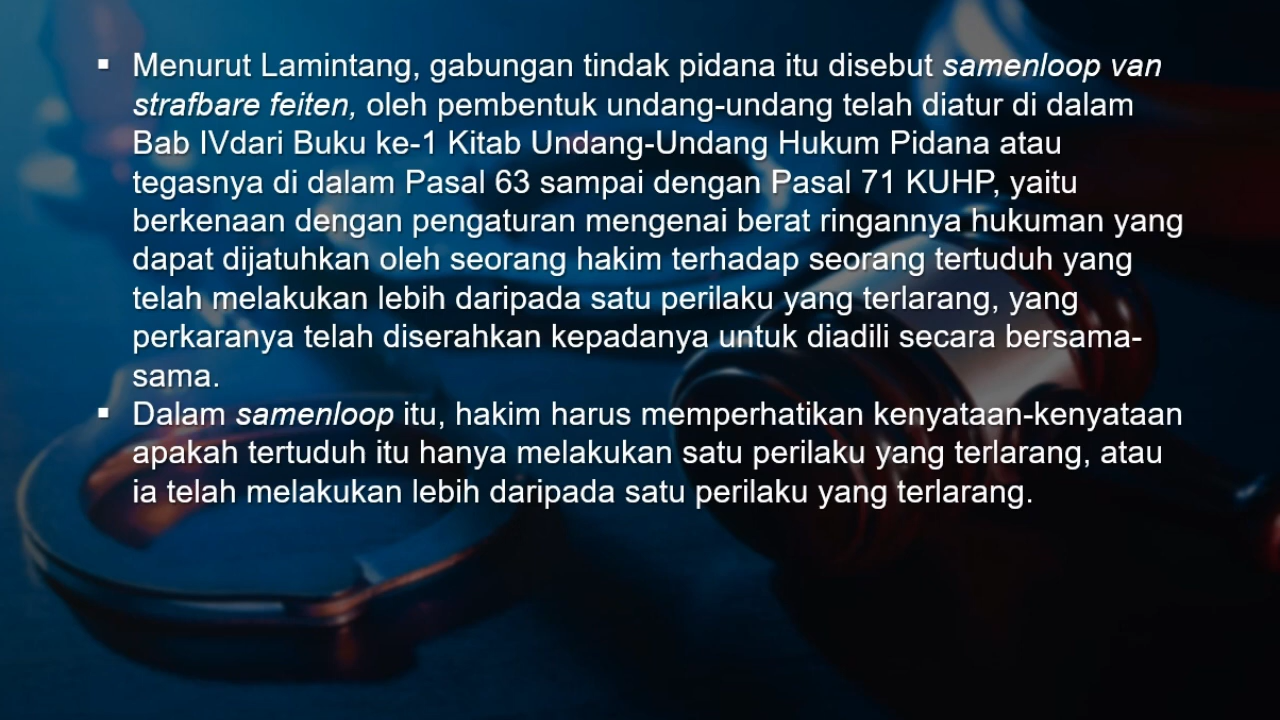 ▪ Menurut Lamintang, gabungan tindak pidana itu disebut samenloop van
strafbare feiten, oleh pembentuk undang-undang telah diatur di dalam
Bab IVdari Buku ke-1 Kitab Undang-Undang Hukum Pidana atau
tegasnya di dalam Pasal 63 sampai dengan Pasal 71 KUHP, yaitu
berkenaan dengan pengaturan mengenai berat ringannya hukuman yang
dapat dijatuhkan oleh seorang hakim terhadap seorang tertuduh yang
telah melakukan lebih daripada satu perilaku yang terlarang, yang
perkaranya telah diserahkan kepadanya untuk diadili secara bersama-
sama.
▪ Dalam samenloop itu, hakim harus memperhatikan kenyataan-kenyataan
apakah tertuduh itu hanya melakukan satu perilaku yang terlarang, atau
ia telah melakukan lebih daripada satu perilaku yang terlarang.